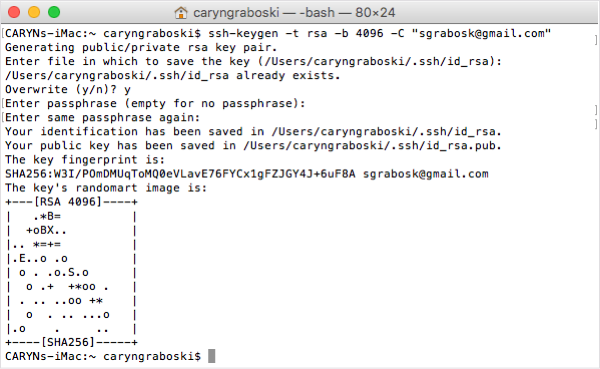 caryngraboski — -bash — 80×24
CARYNs-iMac:~ caryngraboski$ ssh-keygen -t rsa -b 4096 -C "sgrabosk@gmail.com"
Generating public/private rsa key pair.
Enter file in which to save the key (/Users/caryngraboski/.ssh/id_rsa):
/Users/caryngraboski/.ssh/id_rsa already exists.
Overwrite (y/n)? y
Enter passphrase (empty for no passphrase):
Enter same passphrase again:
Your identification has been saved in /Users/caryngraboski/.ssh/id_rsa.
Your public key has been saved in /Users/caryngraboski/.ssh/id_rsa.pub.
The key fingerprint is:
SHA256:W3I/POmDMUqToMQ0eVLavE76FYCx1gFZJGY4J+6uF8A sgrabosk@gmail.com
The key's randomart image is:
+---[RSA 4096]----+
|   .*B=          |
|  +oBX..         |
|.. *=+=          |
|.E..o .o         |
| o . .o.S.o      |
|  o .+  +*oo .   |
| . .. ..oo +*    |
|  o  . .. ...o   |
|.o    .     ..   |
+----[SHA256]-----+
CARYNs-iMac:~ caryngraboski$